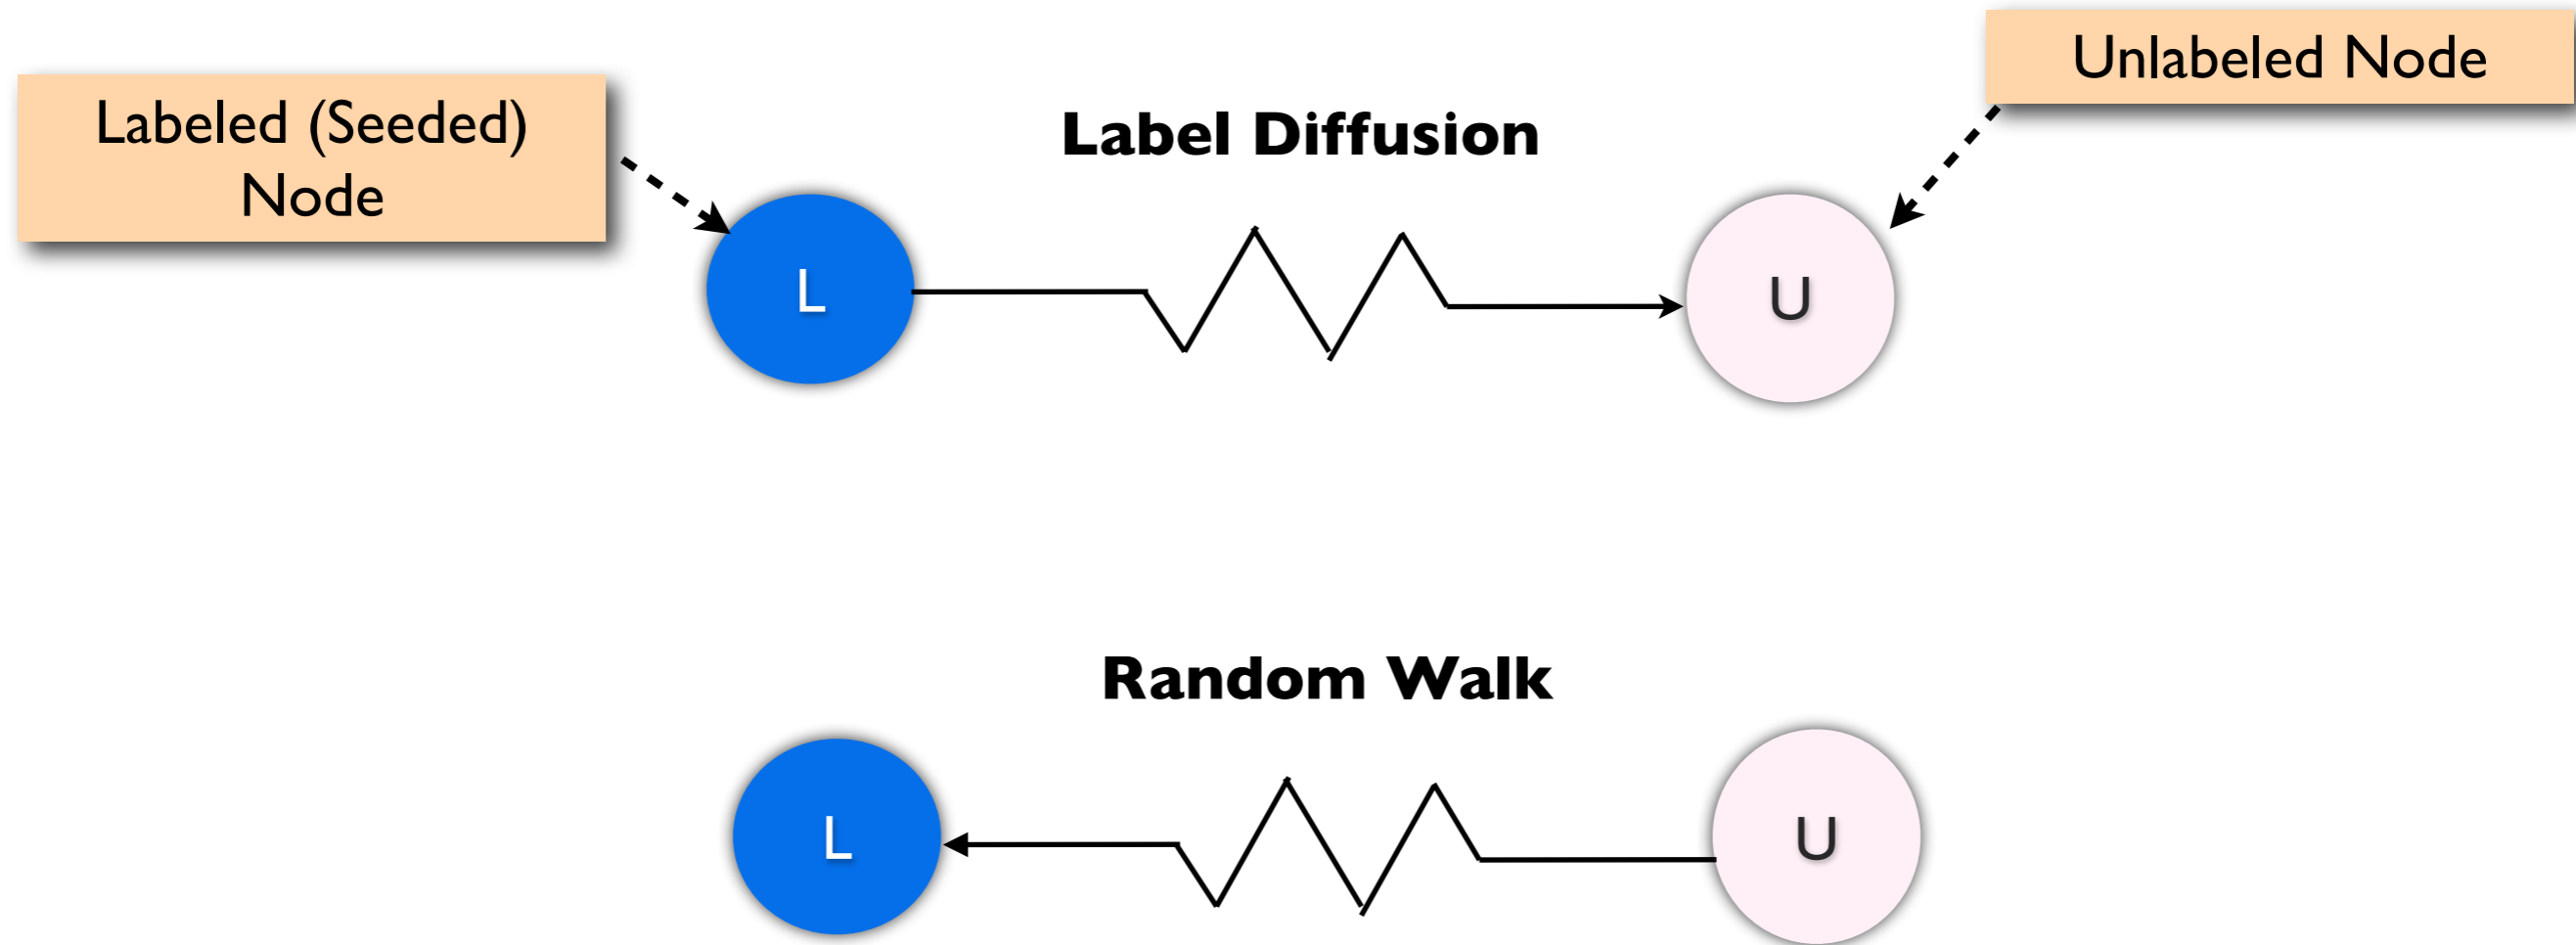 Unlabeled Node
Labeled (Seeded)
Node
Label Diffusion
L
U
Random Walk
L
U